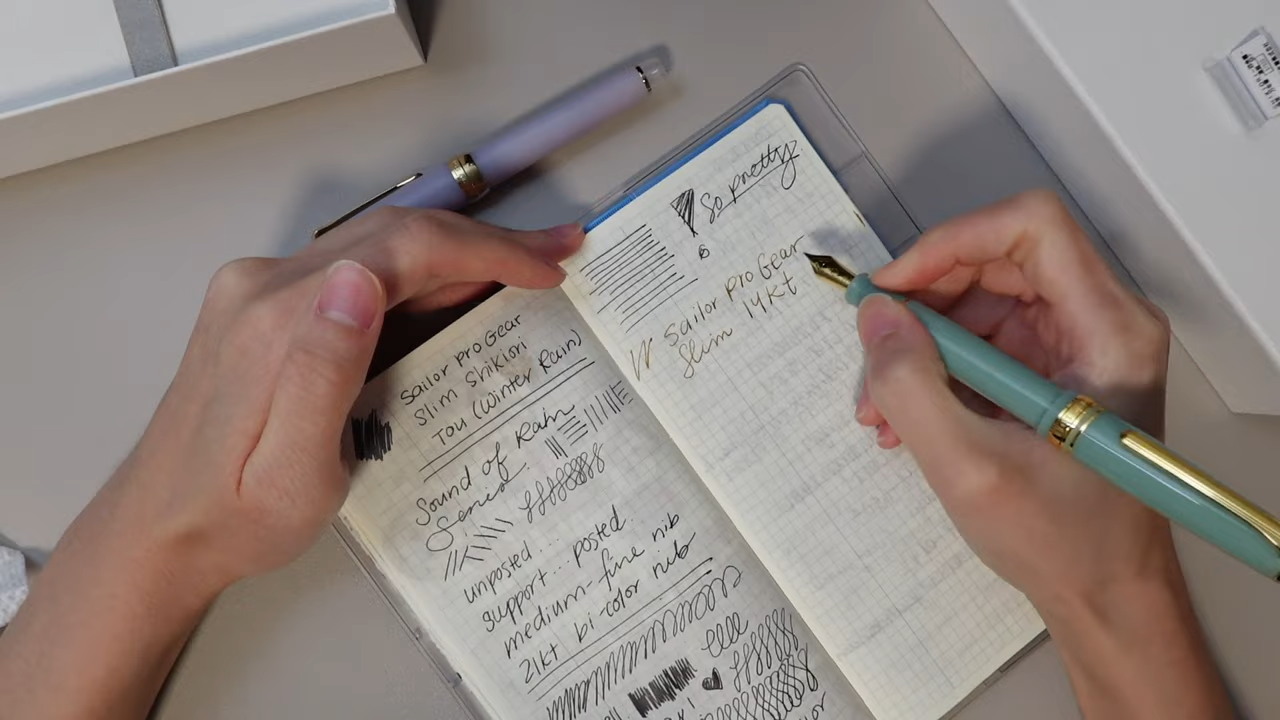 Sailor Pro Gear
Slim Shikiori
TOU (Winter Rain)
Sound of Rain
Series.
unposted...
support... posted.
medium-fine nib
21kt bi-color nib
So pretty
Sailor Pro Gear
Slim 14Kt